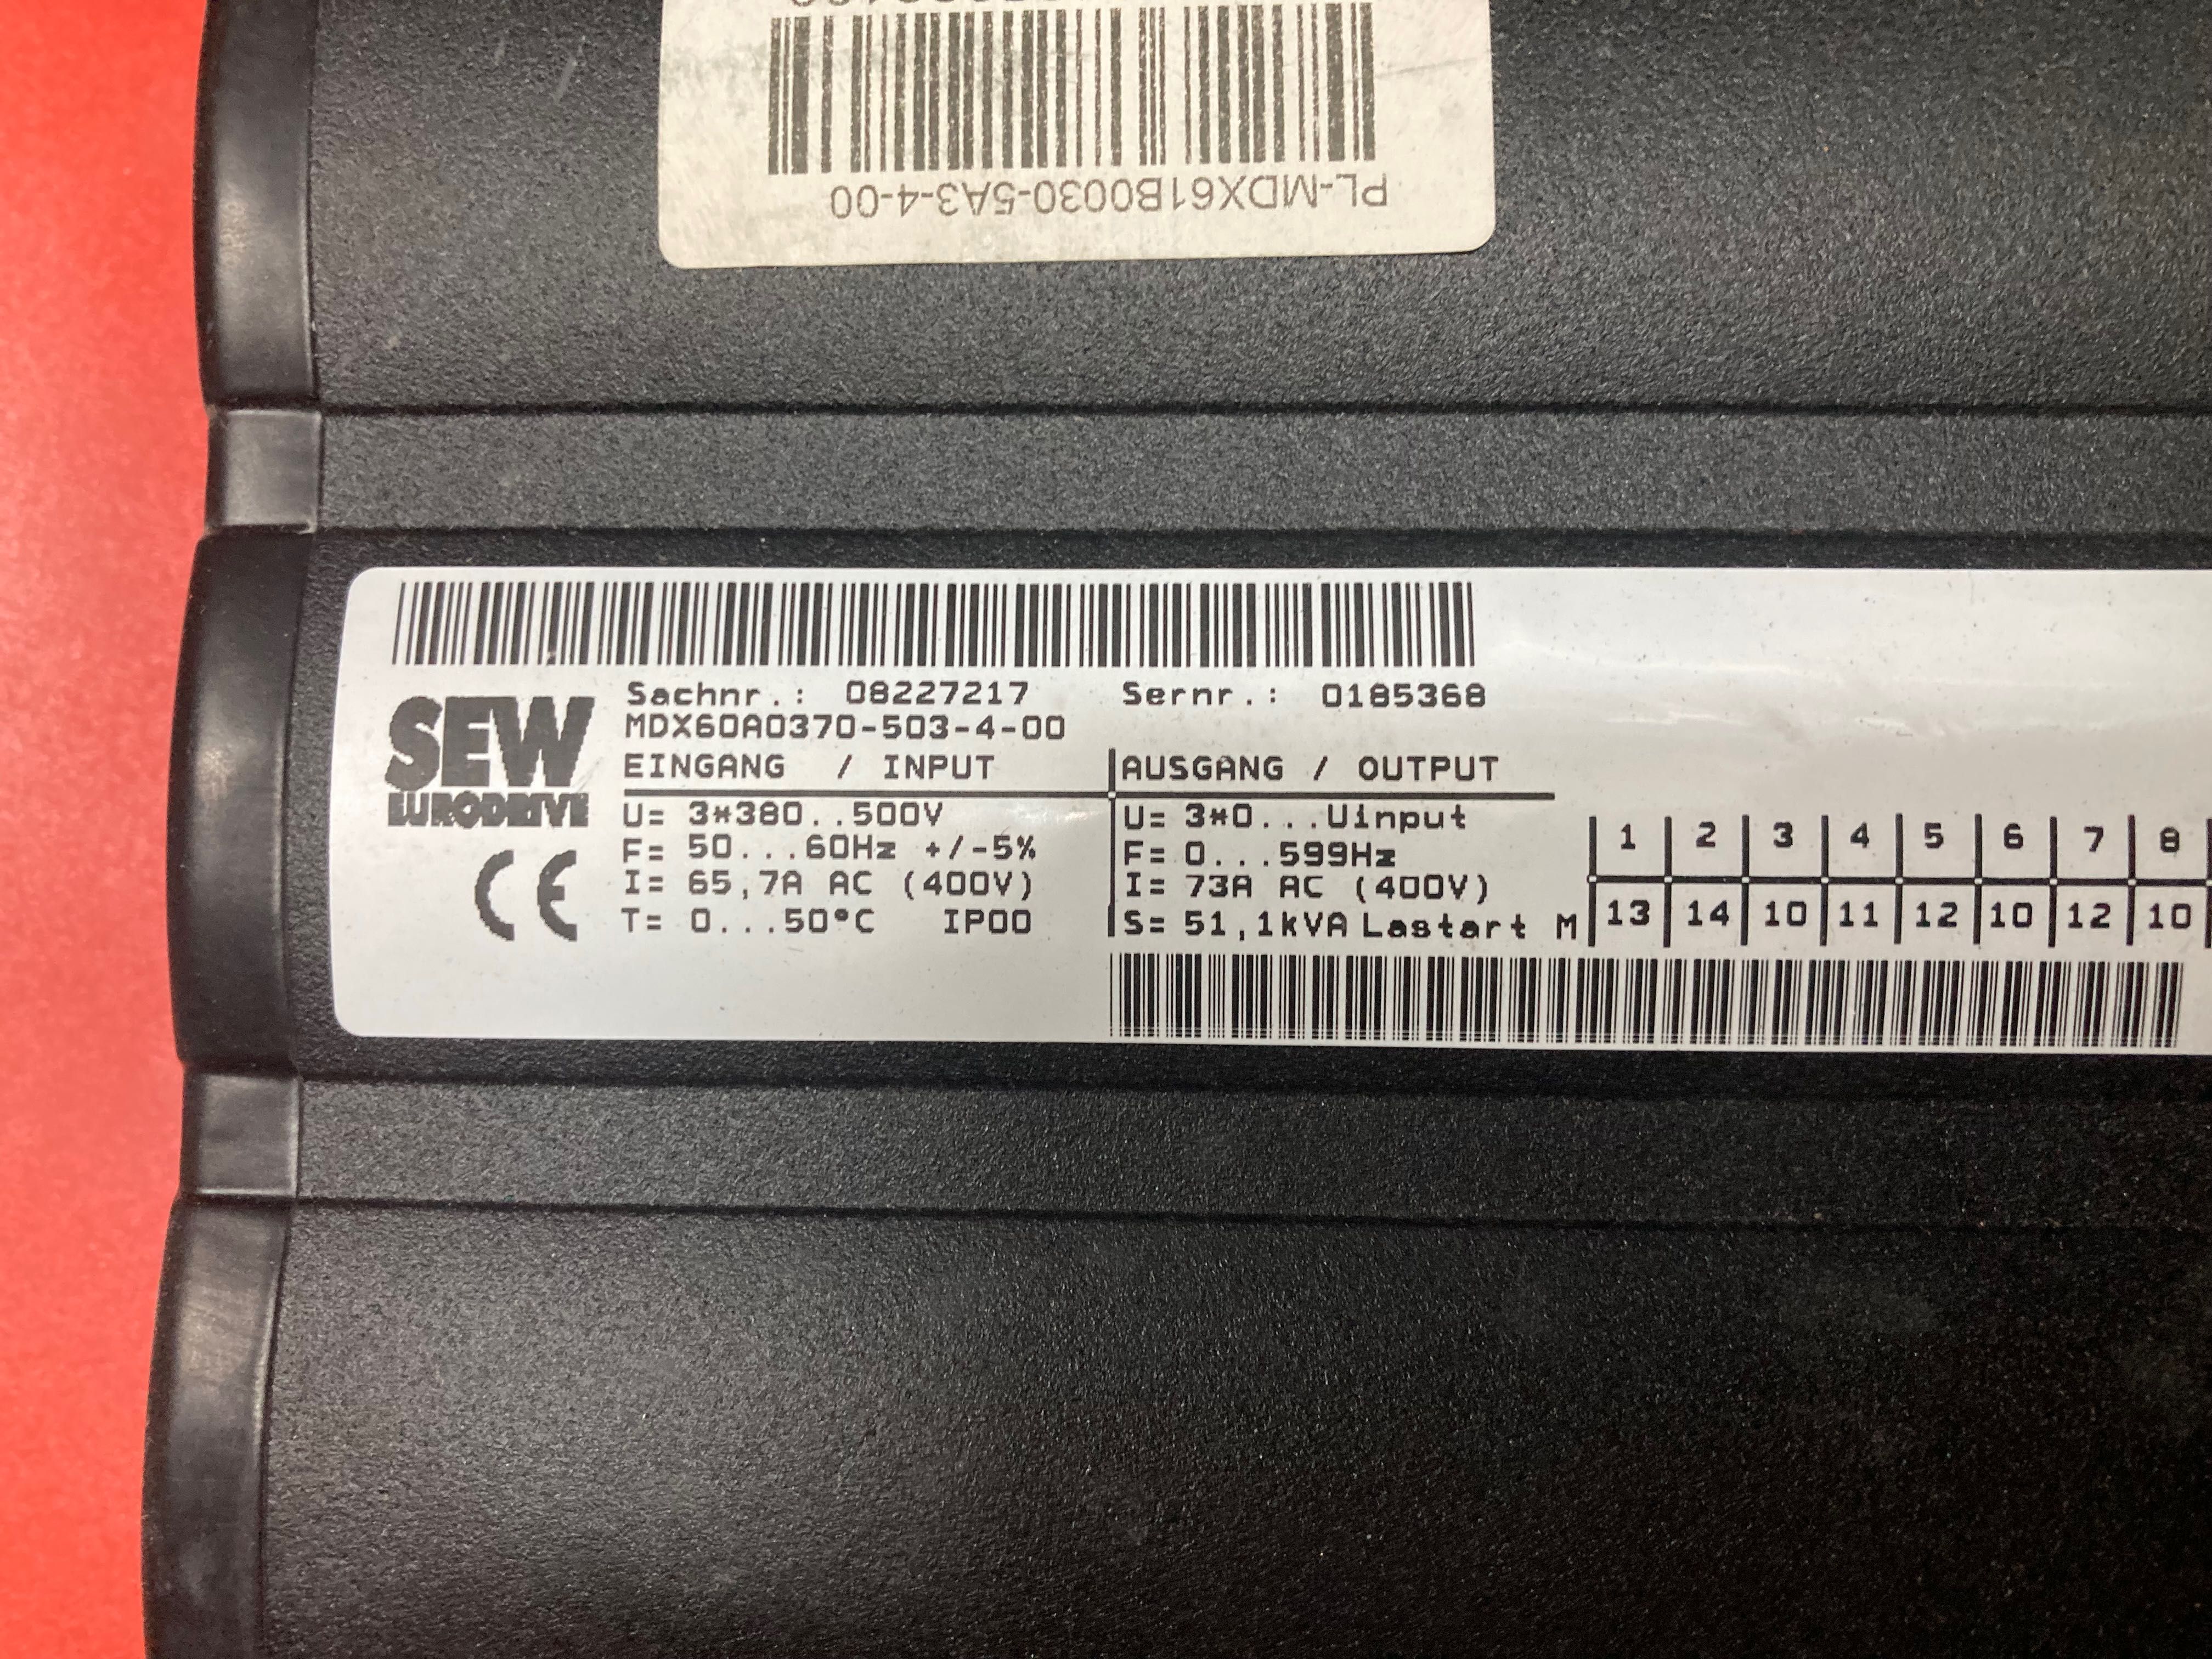 PL-MDX61B0030-5A3-4-00
Sachnr.: 08227217 Sernr.: 0185368
MDX60A0370-503-4-00
SEW
EURODRIVE
CE
EINGANG / INPUT
U= 3*380..500V
F= 50...60Hz +/-5%
I= 65,7A AC (400V)
T= 0...50°C IP00
AUSGANG / OUTPUT
U= 3*0...Uinput
F= 0...599Hz
I= 73A AC (400V)
S= 51,1kVA Lastart M
1 2 3 4 5 6 7 8
13 14 10 11 12 10 12 10